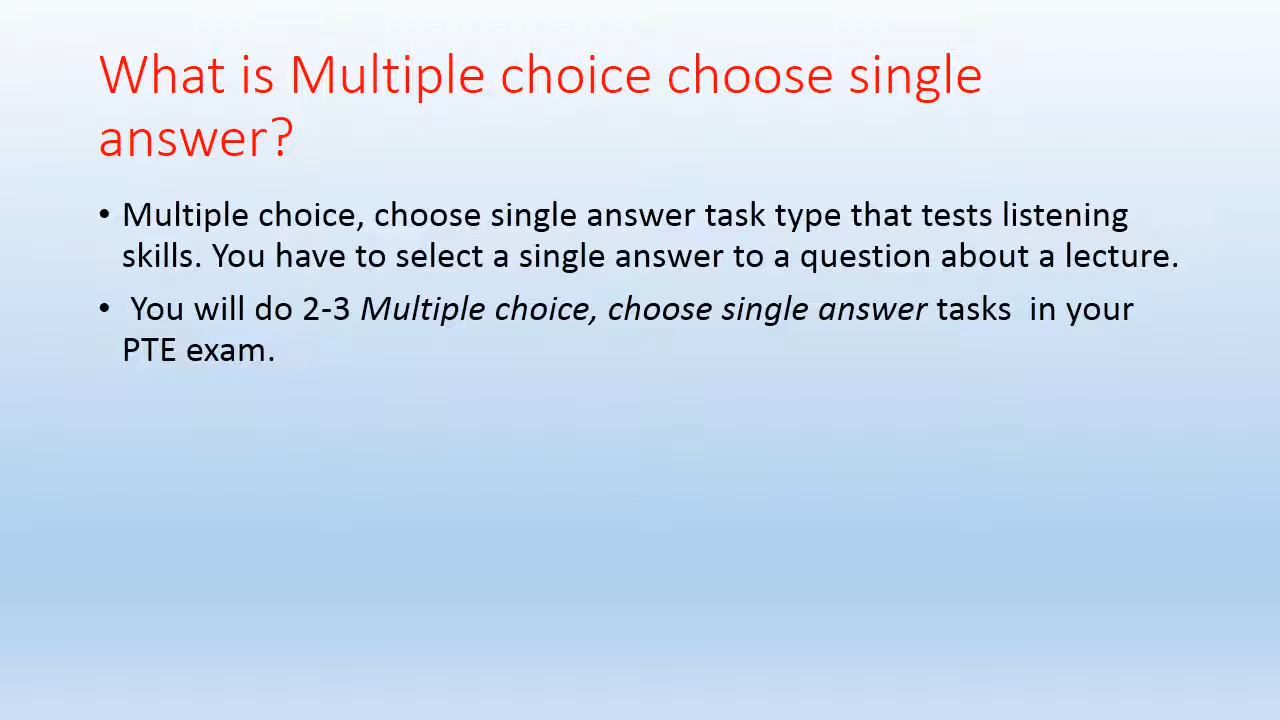 What is Multiple choice choose single
answer?
• Multiple choice, choose single answer task type that tests listening
skills. You have to select a single answer to a question about a lecture.
• You will do 2-3 Multiple choice, choose single answer tasks  in your
PTE exam.